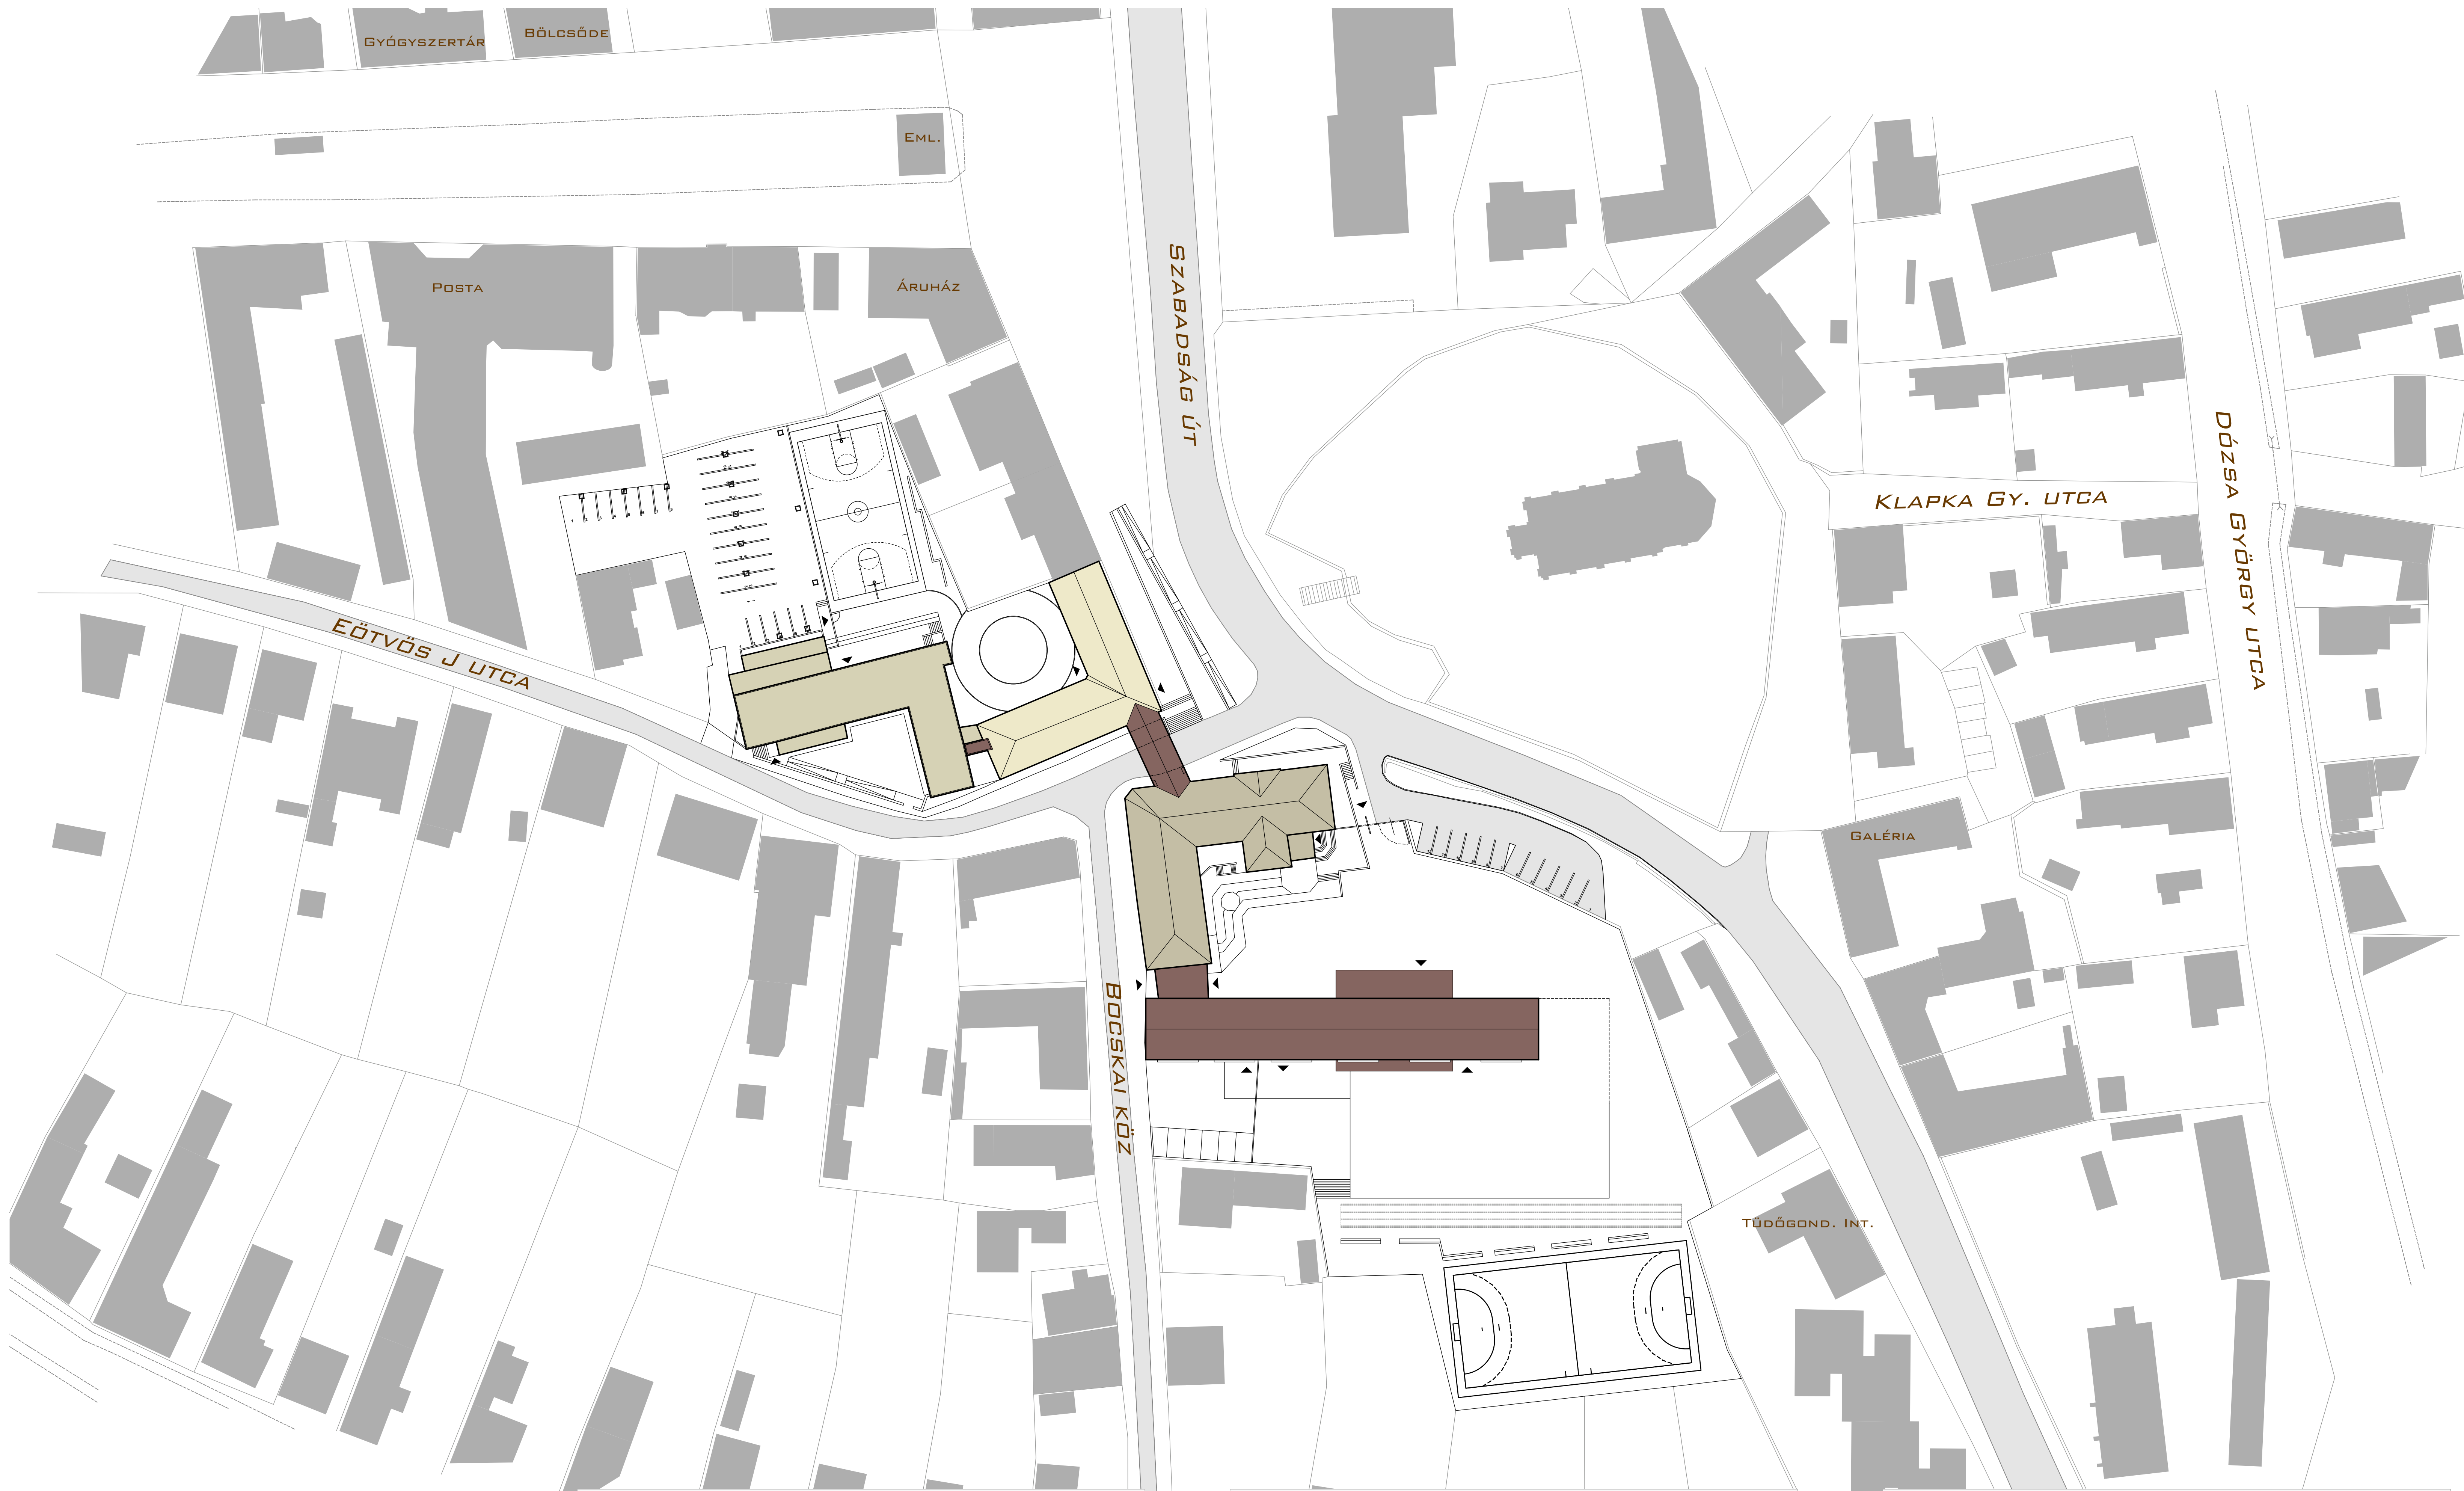 Gyógyszertár
Bölcsőde
Eml.
Posta
Áruház
Szabadság út
Klapka Gy. utca
Dózsa György utca
Eötvös J utca
Galéria
Bocskai köz
Tüdőgond. Int.